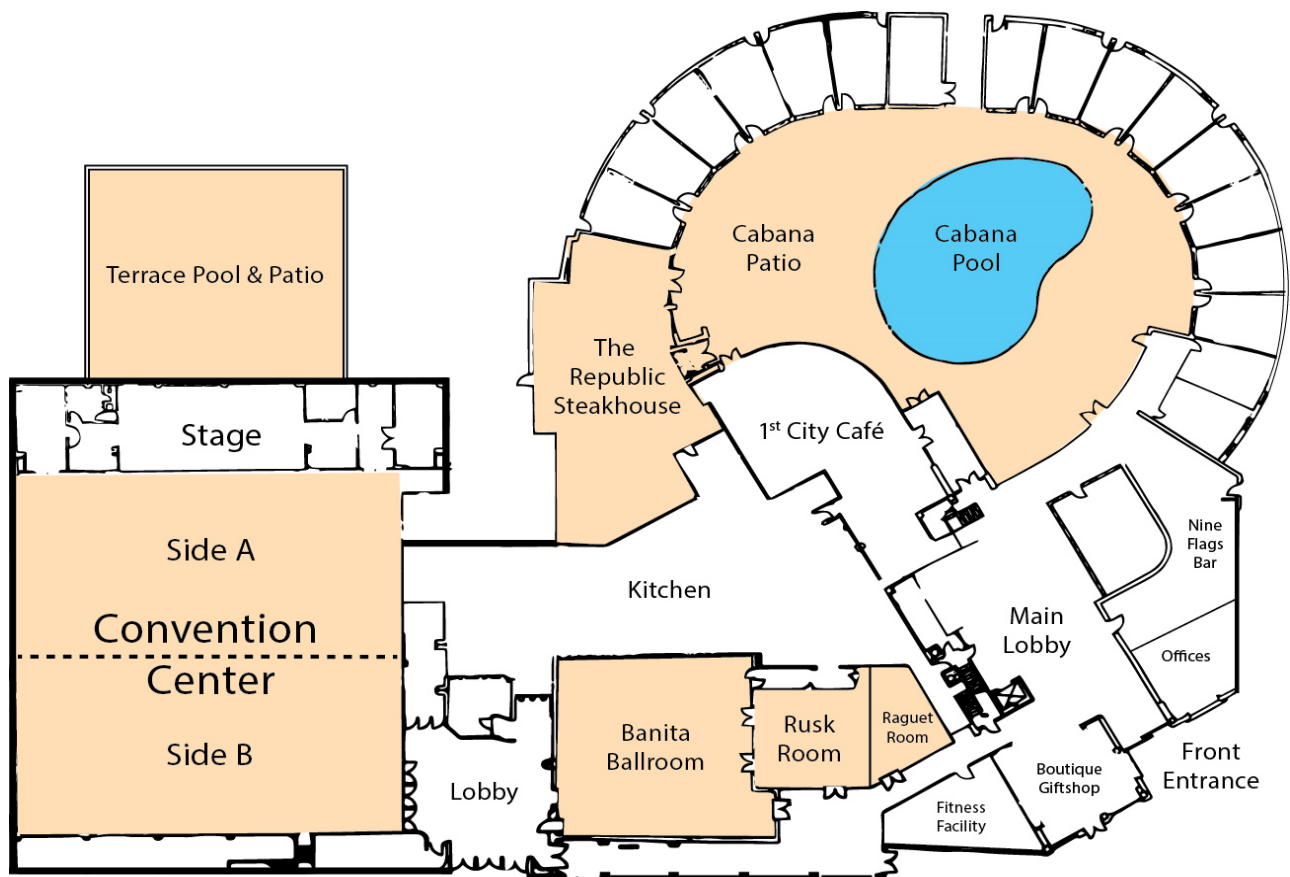 Cabana
Patio
Cabana
Pool
Terrace Pool & Patio
The
Republic
Steakhouse
Stage
1st City Café
Side A
Nine
Flags
Bar
Kitchen
Convention
Center
Main
Lobby
Offices
Side B
Banita
Ballroom
Rusk
Room
Raguet
Room
Front
Entrance
Boutique
Giftshop
Lobby
Fitness
Facility